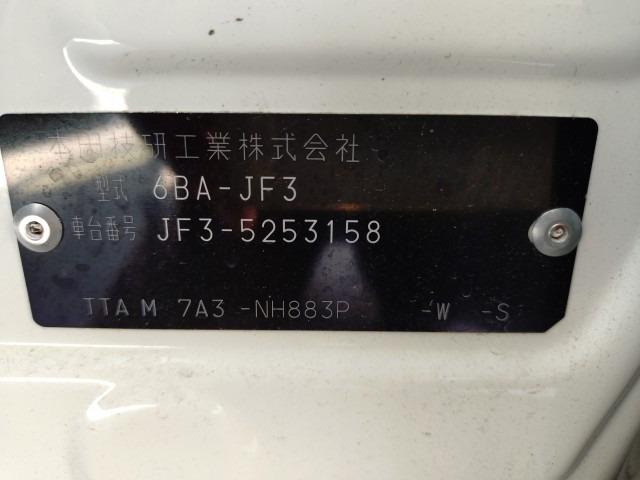 本田技研工業株式会社
型式 6BA-JF3
車台番号 JF3-5253158
TTA M 7A3 -NH883P -W -S